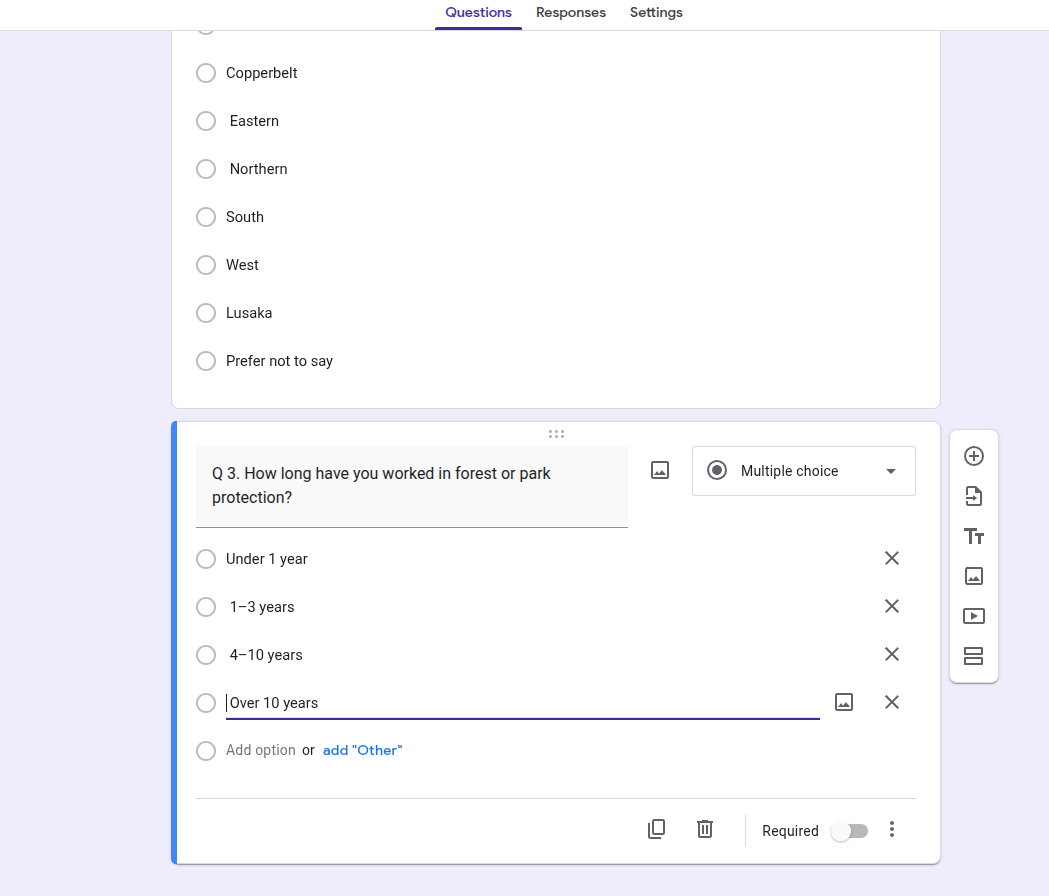 Questions Responses Settings
Copperbelt
Eastern
Northern
South
West
Lusaka
Prefer not to say
Q 3. How long have you worked in forest or park
protection?
Multiple choice
Under 1 year
1–3 years
4–10 years
Over 10 years
Add option or add "Other"
Required